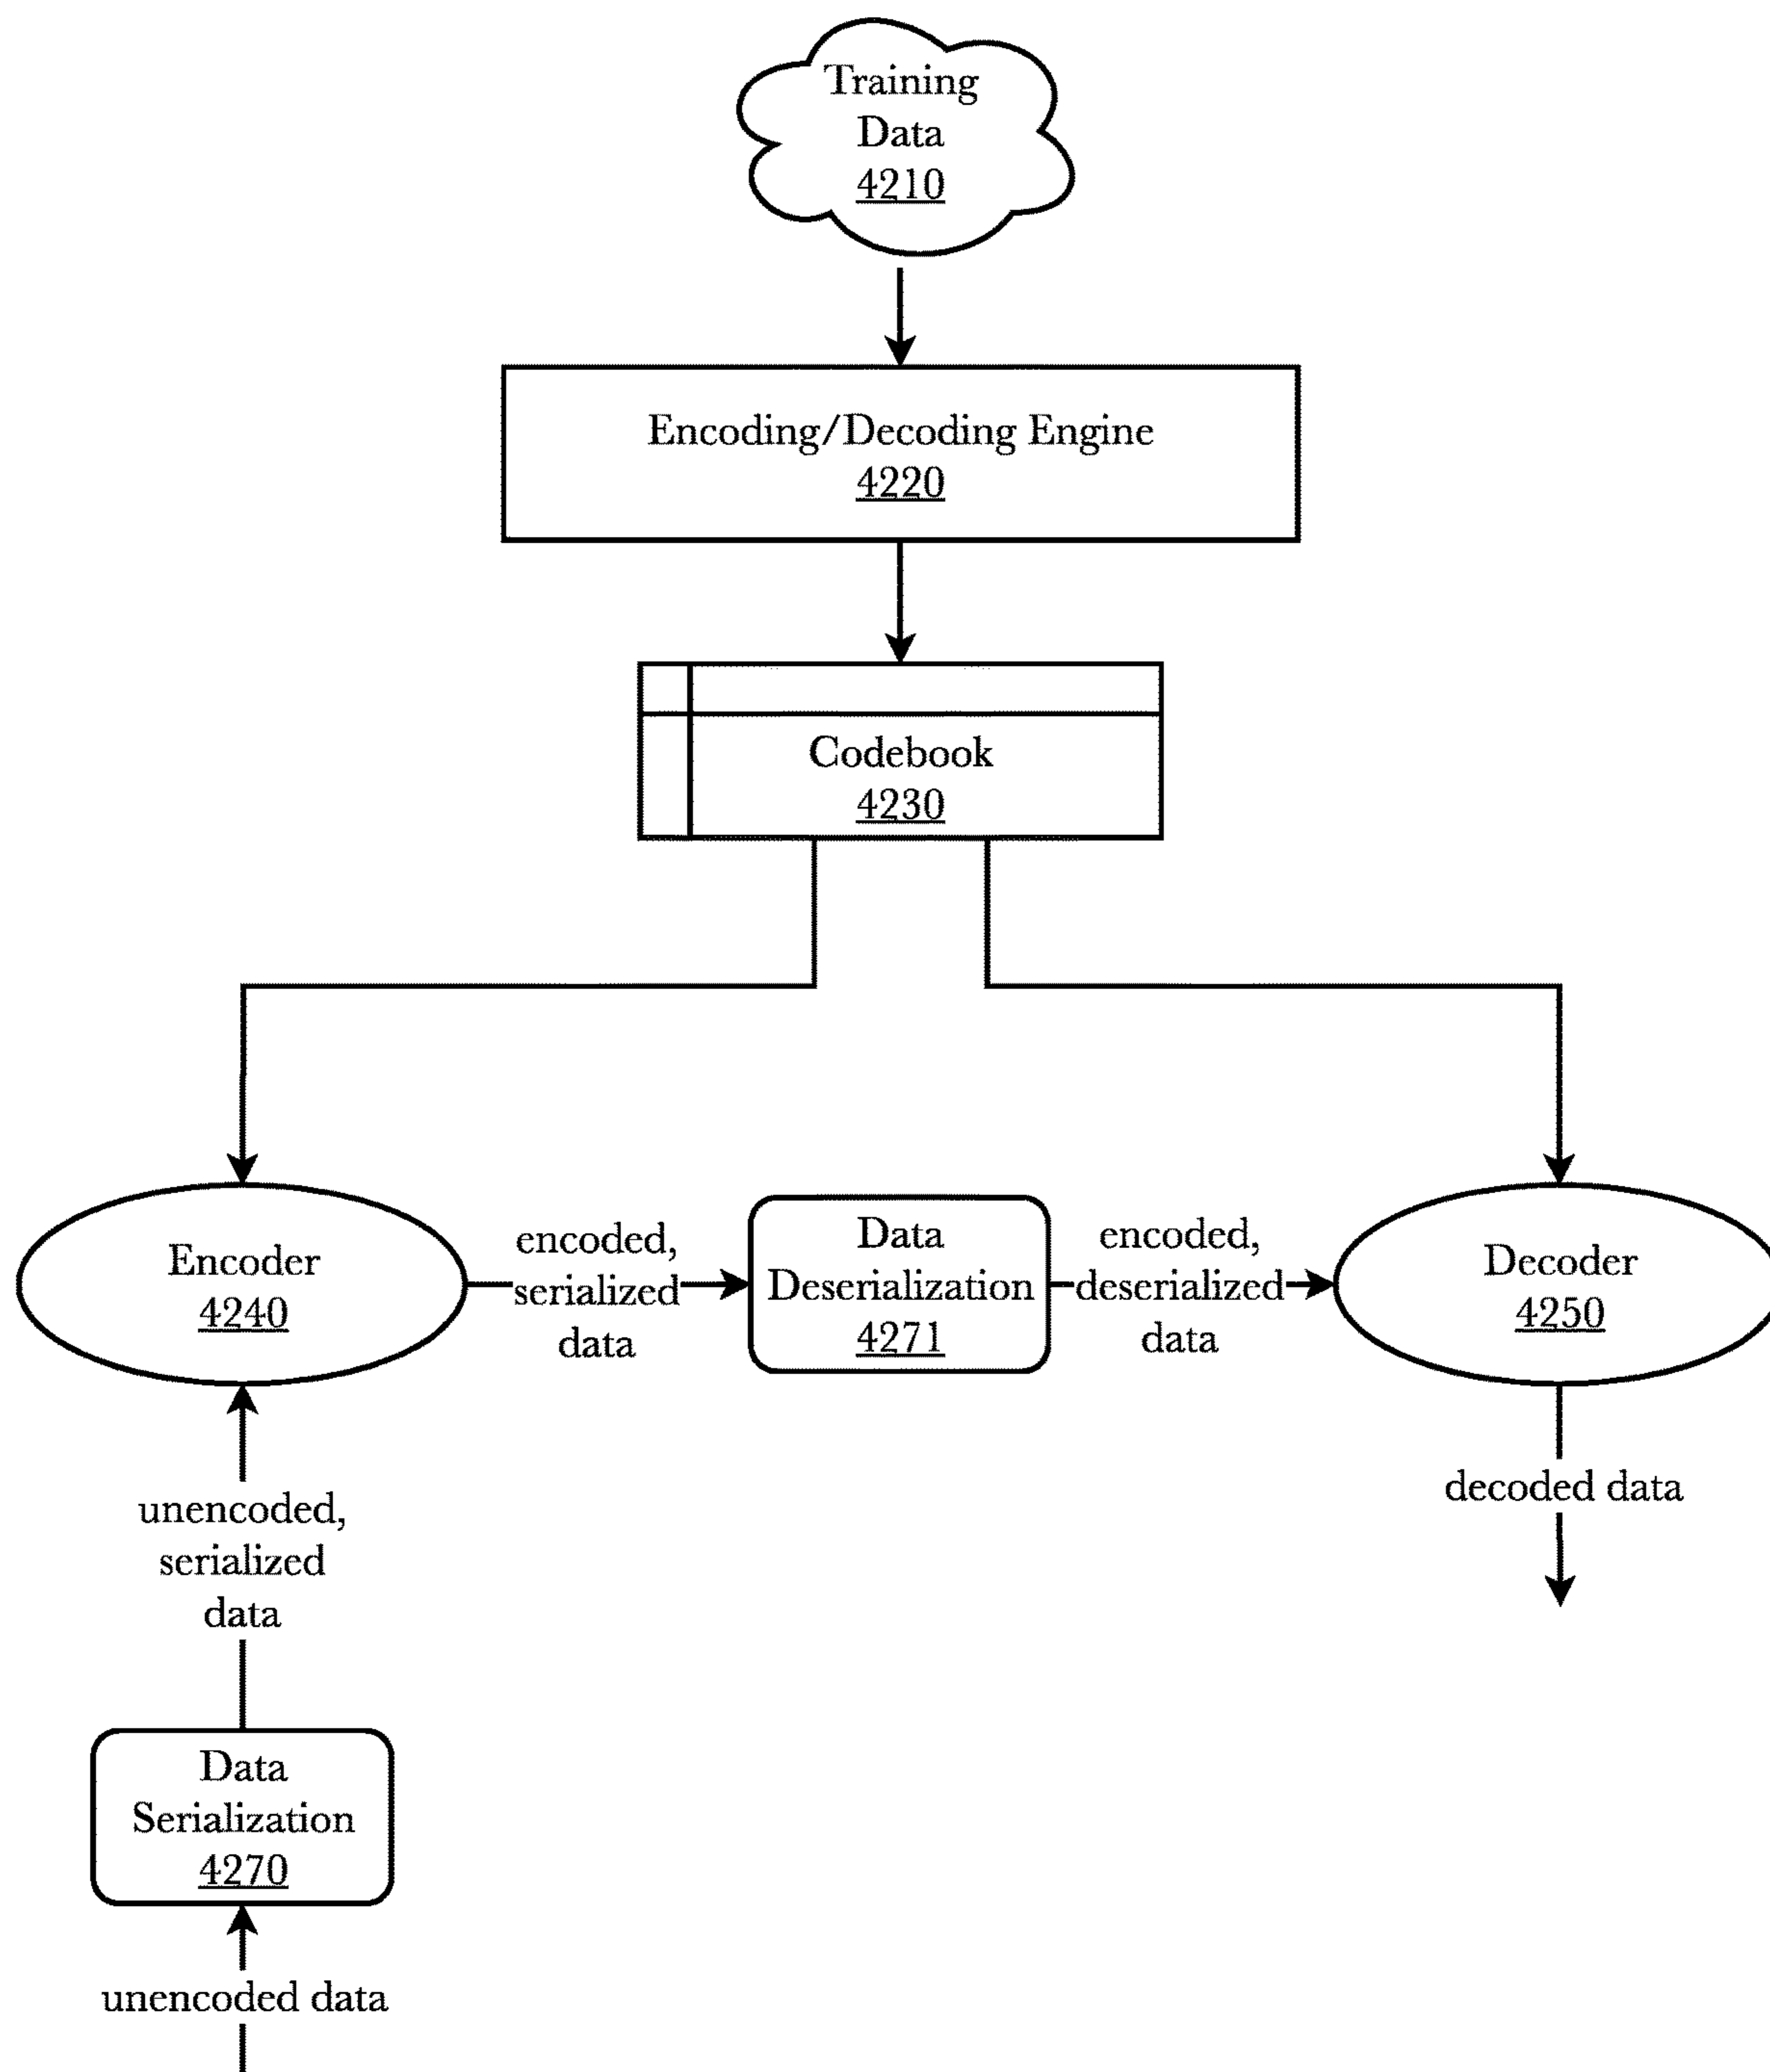 Training
Data
4210
Encoding/Decoding Engine
4220
Codebook
4230
Encoder
4240
encoded,
serialized
data
Data
Deserialization
4271
encoded,
deserialized
data
Decoder
4250
unencoded,
serialized
data
decoded data
Data
Serialization
4270
unencoded data